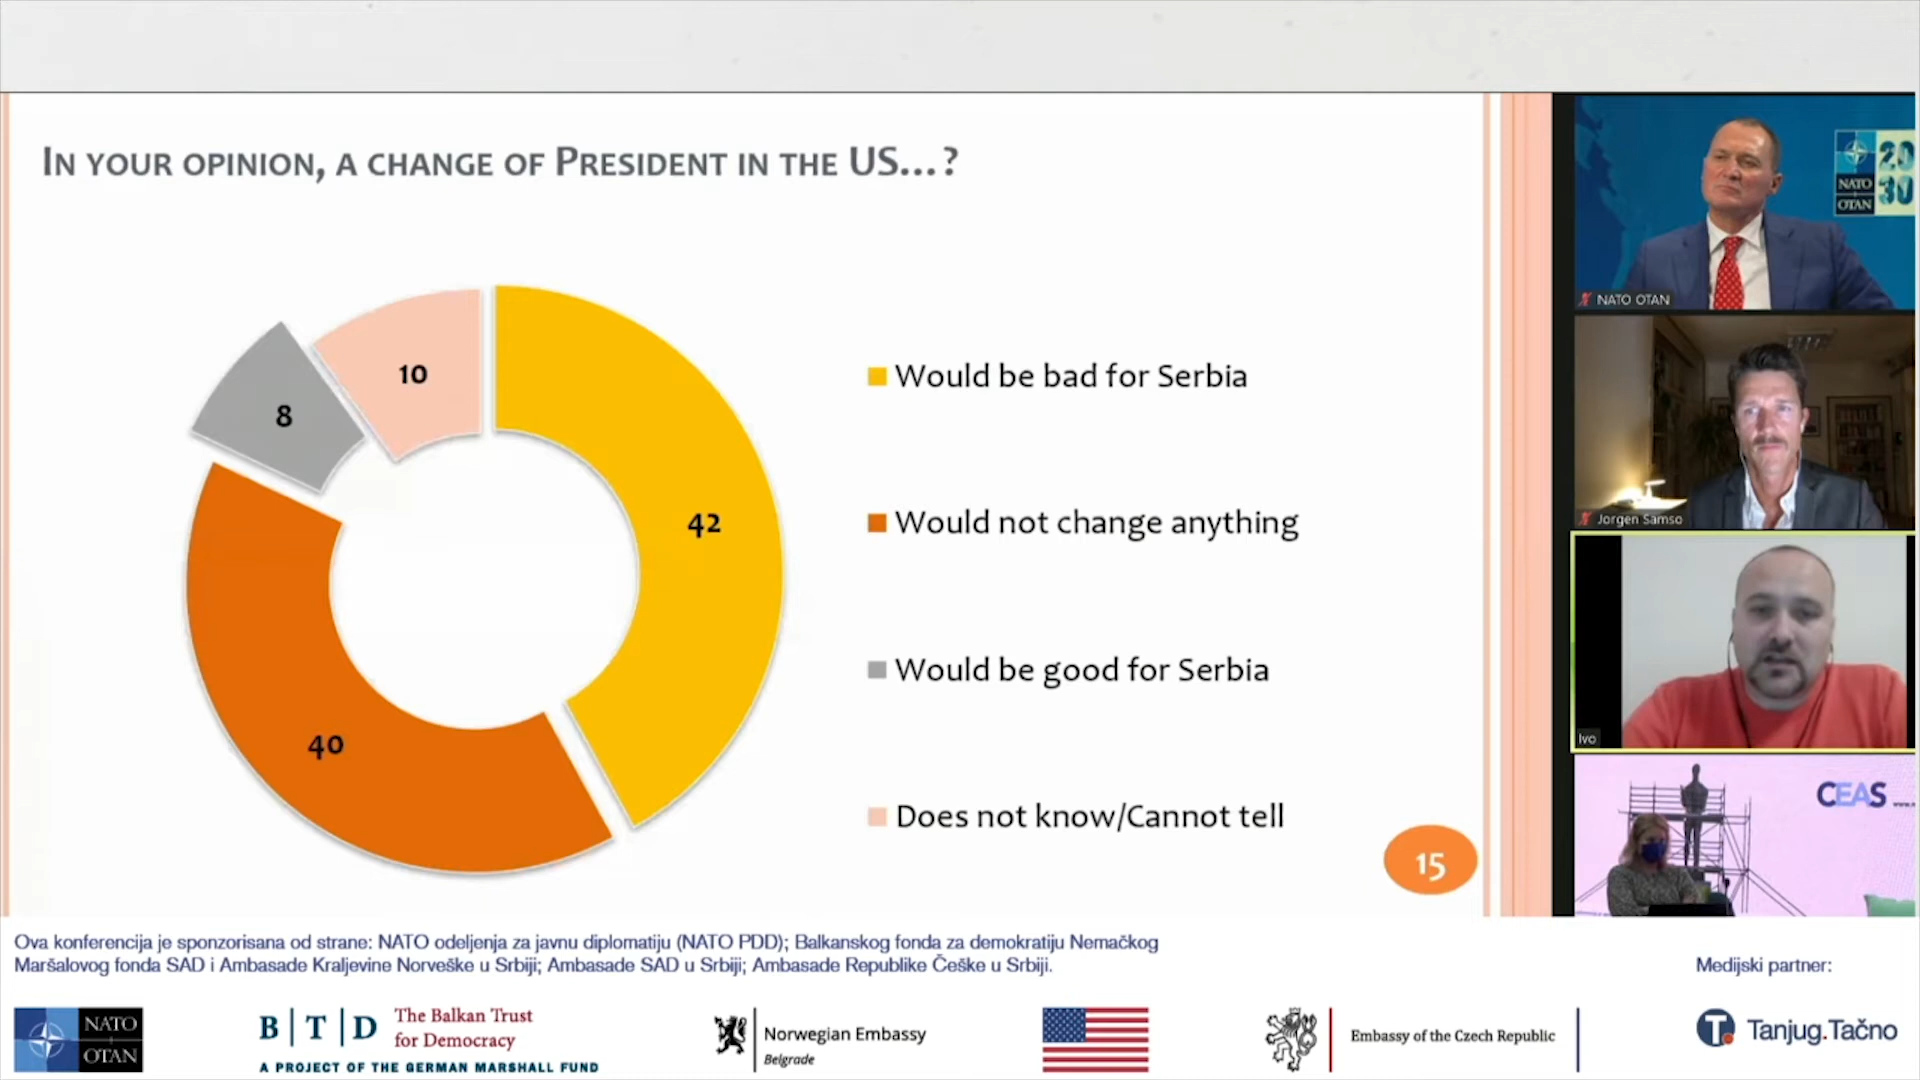 IN YOUR OPINION, A CHANGE OF PRESIDENT IN THE US...?
42
40
8
10
Would be bad for Serbia
Would not change anything
Would be good for Serbia
Does not know/Cannot tell
15
20
30
NATO
OTAN
NATO OTAN
Jorgen Samso
Ivo
CEAS
Ova konferencija je sponzorisana od strane: NATO odeljenja za javnu diplomatiju (NATO PDD); Balkanskog fonda za demokratiju Nemačkog
Maršalovog fonda SAD i Ambasade Kraljevine Norveške u Srbiji; Ambasade SAD u Srbiji; Ambasade Republike Češke u Srbiji.
Medijski partner:
NATO
OTAN
B|T|D
The Balkan Trust
for Democracy
A PROJECT OF THE GERMAN MARSHALL FUND
Norwegian Embassy
Belgrade
Embassy of the Czech Republic
Tanjug.Tačno